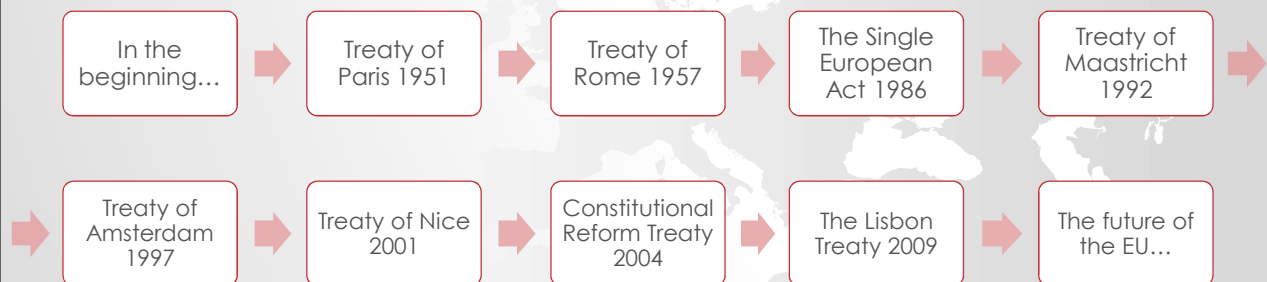 In the
beginning…
Treaty of
Paris 1951
Treaty of
Rome 1957
The Single
European
Act 1986
Treaty of
Maastricht
1992
Treaty of
Amsterdam
1997
Treaty of Nice
2001
Constitutional
Reform Treaty
2004
The Lisbon
Treaty 2009
The future of
the EU…